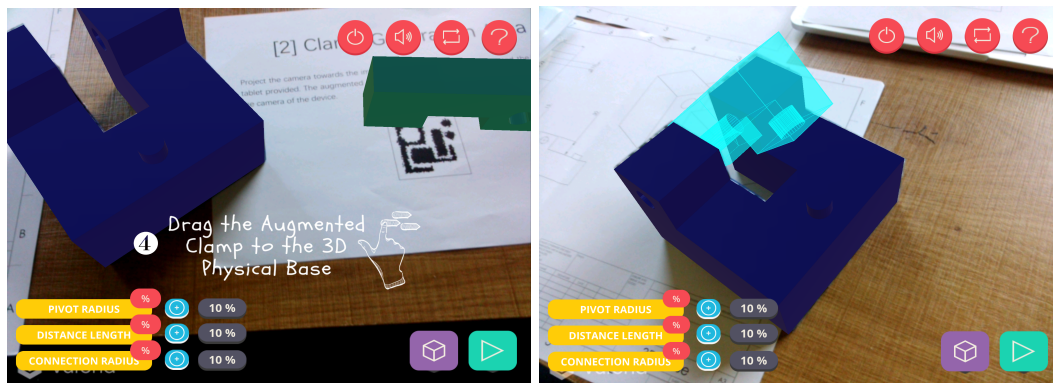 [2] Cla
Project the camera towards the
tablet provided. The augmented
camera of the device.
4 Drag the Augmented
Clamp to the 3D
Physical Base
PIVOT RADIUS % 10 %
DISTANCE LENGTH % 10 %
CONNECTION RADIUS % 10 %
B
PIVOT RADIUS % 10 %
DISTANCE LENGTH % 10 %
CONNECTION RADIUS % 10 %